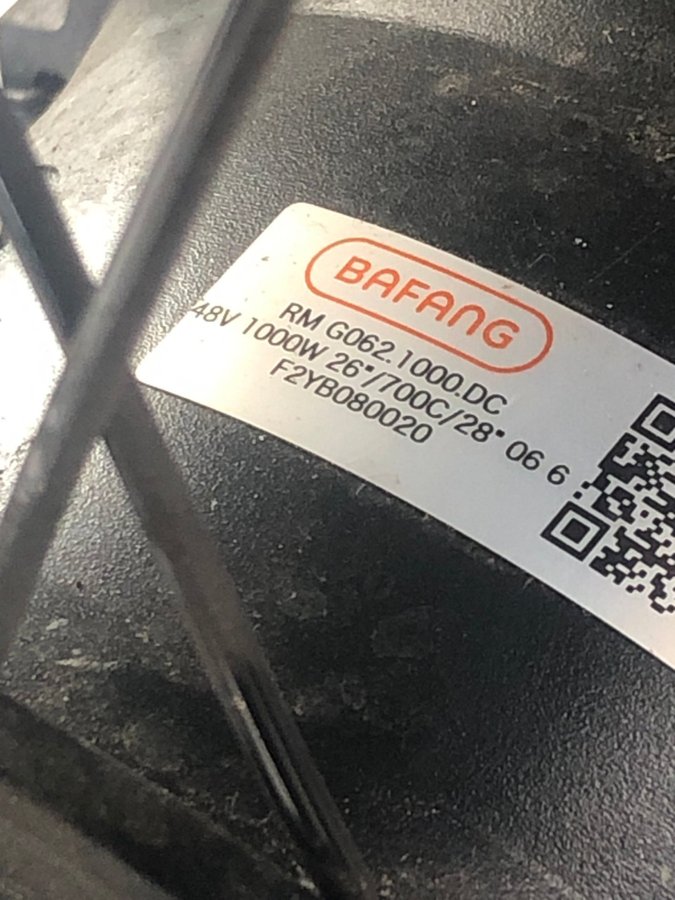 BAFANG
RM G062.1000.DC
48V 1000W 26"/700C/28" 06 6
F2YB080020